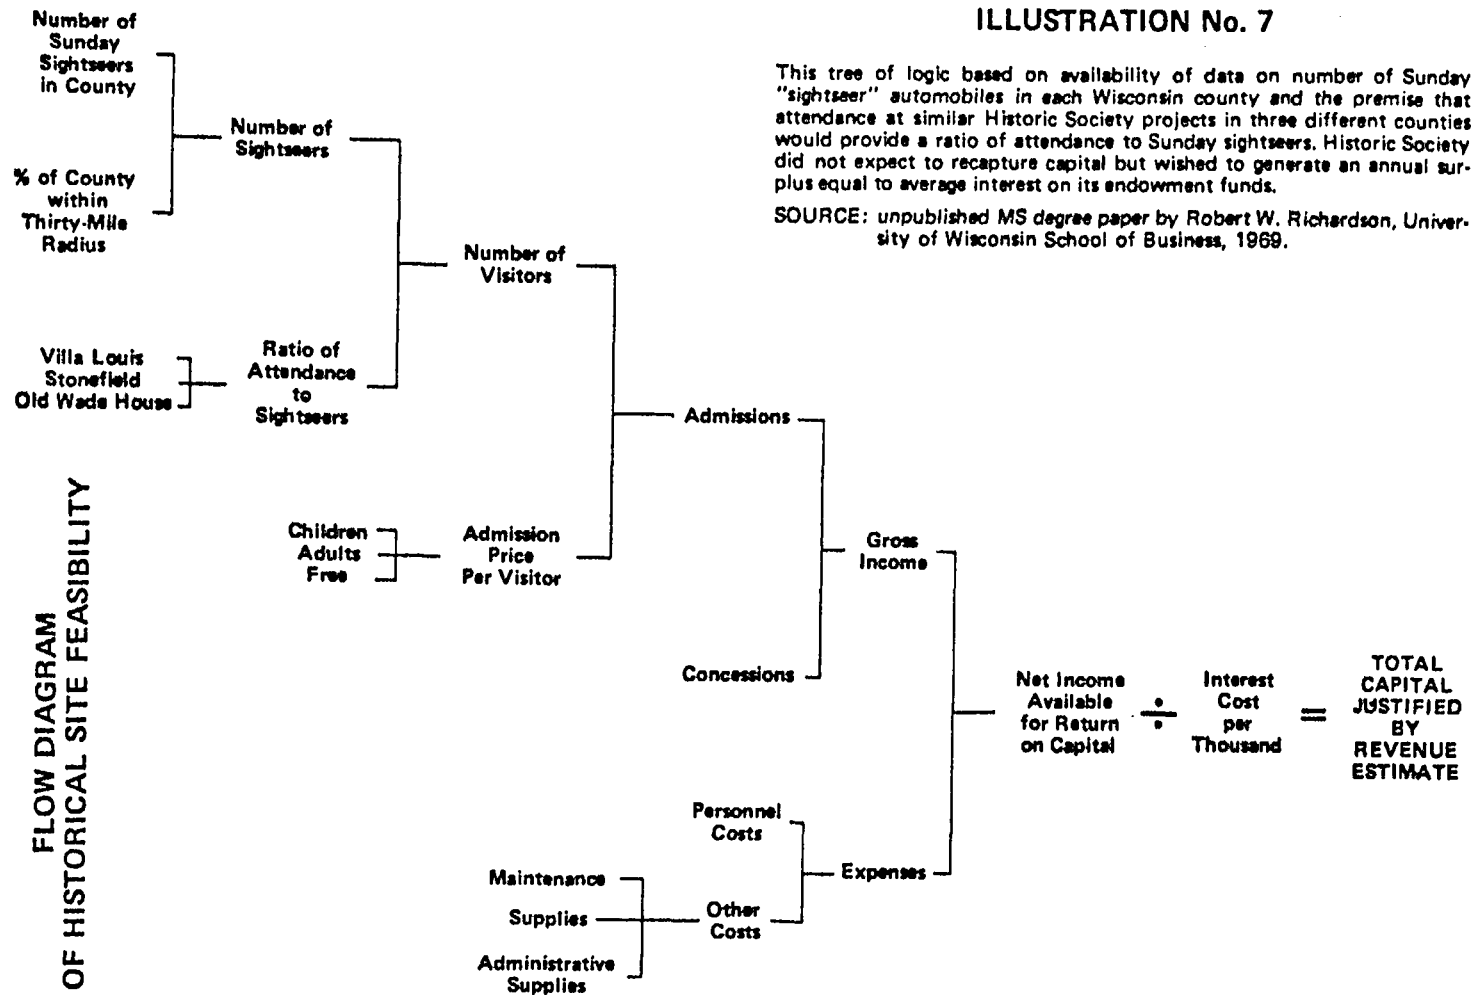 ILLUSTRATION No. 7
This tree of logic based on availability of data on number of Sunday
"sightseer" automobiles in each Wisconsin county and the premise that
attendance at similar Historic Society projects in three different counties
would provide a ratio of attendance to Sunday sightseers. Historic Society
did not expect to recapture capital but wished to generate an annual sur-
plus equal to average interest on its endowment funds.
SOURCE: unpublished MS degree paper by Robert W. Richardson, Univer-
sity of Wisconsin School of Business, 1969.
Number of
Sunday
Sightseers
in County
% of County
within
Thirty-Mile
Radius
Number of
Sightseers
Villa Louis
Stonefield
Old Wade House
Ratio of
Attendance
to
Sightseers
Number of
Visitors
Children
Adults
Free
Admission
Price
Per Visitor
Admissions
Concessions
Gross
Income
Personnel
Costs
Maintenance
Supplies
Administrative
Supplies
Other
Costs
Expenses
Net Income
Available
for Return
on Capital
÷
Interest
Cost
per
Thousand
=
TOTAL
CAPITAL
JUSTIFIED
BY
REVENUE
ESTIMATE
FLOW DIAGRAM
OF HISTORICAL SITE FEASIBILITY